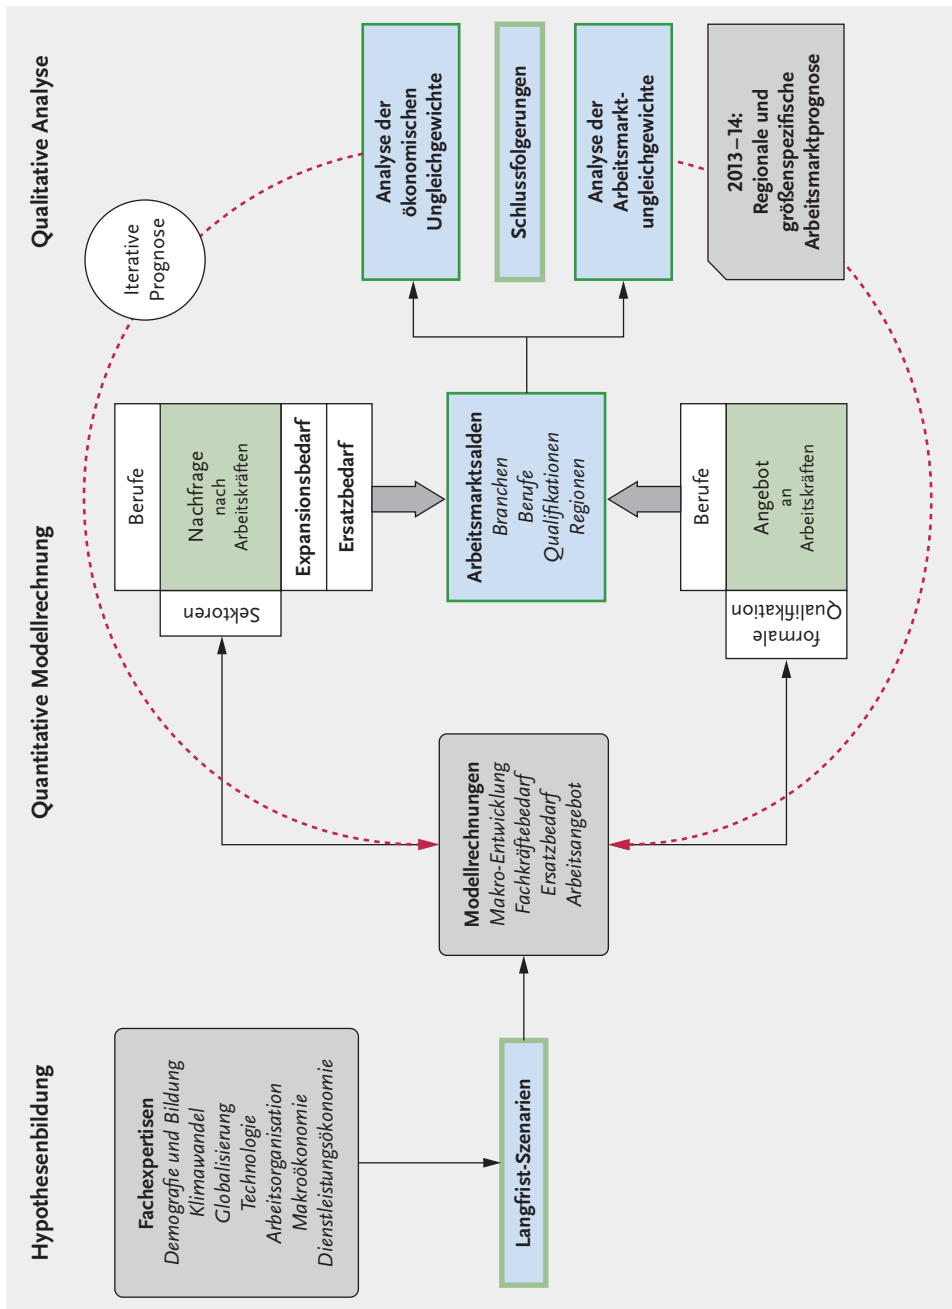 Hypothesenbildung
Quantitative Modellrechnung
Qualitative Analyse
Fachexpertisen
Demografie und Bildung
Klimawandel
Globalisierung
Technologie
Arbeitsorganisation
Makroökonomie
Dienstleistungsökonomie
Langfrist-Szenarien
Modellrechnungen
Makro-Entwicklung
Fachkräftebedarf
Ersatzbedarf
Arbeitsangebot
Berufe
Sektoren
Nachfrage
nach
Arbeitskräften
Expansionsbedarf
Ersatzbedarf
Arbeitsmarktsalden
Branchen
Berufe
Qualifikationen
Regionen
Berufe
formale
Qualifikation
Angebot
an
Arbeitskräften
Iterative
Prognose
Analyse der
ökonomischen
Ungleichgewichte
Schlussfolgerungen
Analyse der
Arbeitsmarkt-
ungleichgewichte
2013–14:
Regionale und
größenspezifische
Arbeitsmarktprognose